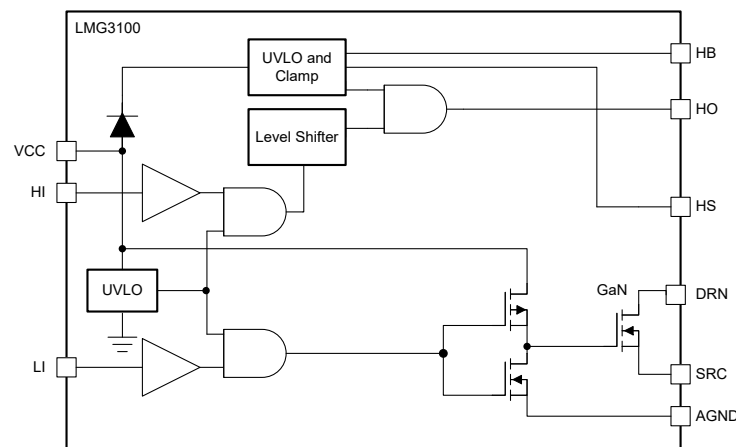 LMG3100
UVLO and
Clamp
HB
HO
Level Shifter
VCC
HI
HS
UVLO
GaN
DRN
LI
SRC
AGND